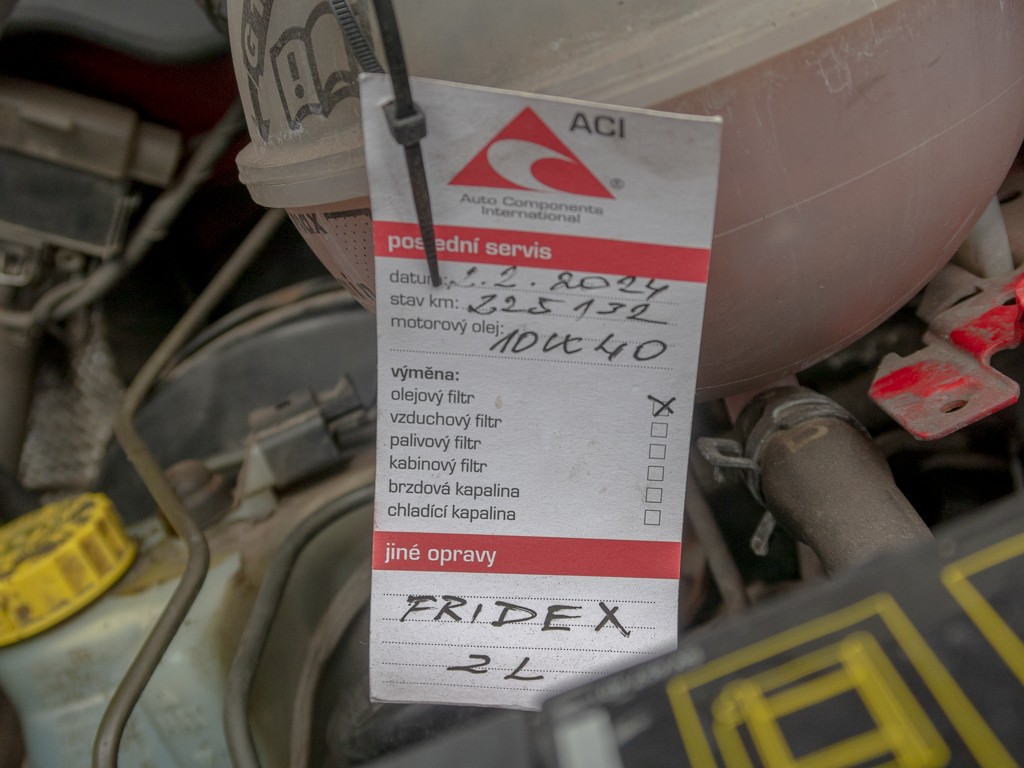 ACI
Auto Components
International
poslední servis
datum: 2.2.2024
stav km: 225 132
motorový olej: 10W40
výměna:
olejový filtr
vzduchový filtr
palivový filtr
kabinový filtr
brzdová kapalina
chladící kapalina
jiné opravy
FRIDEX
2L